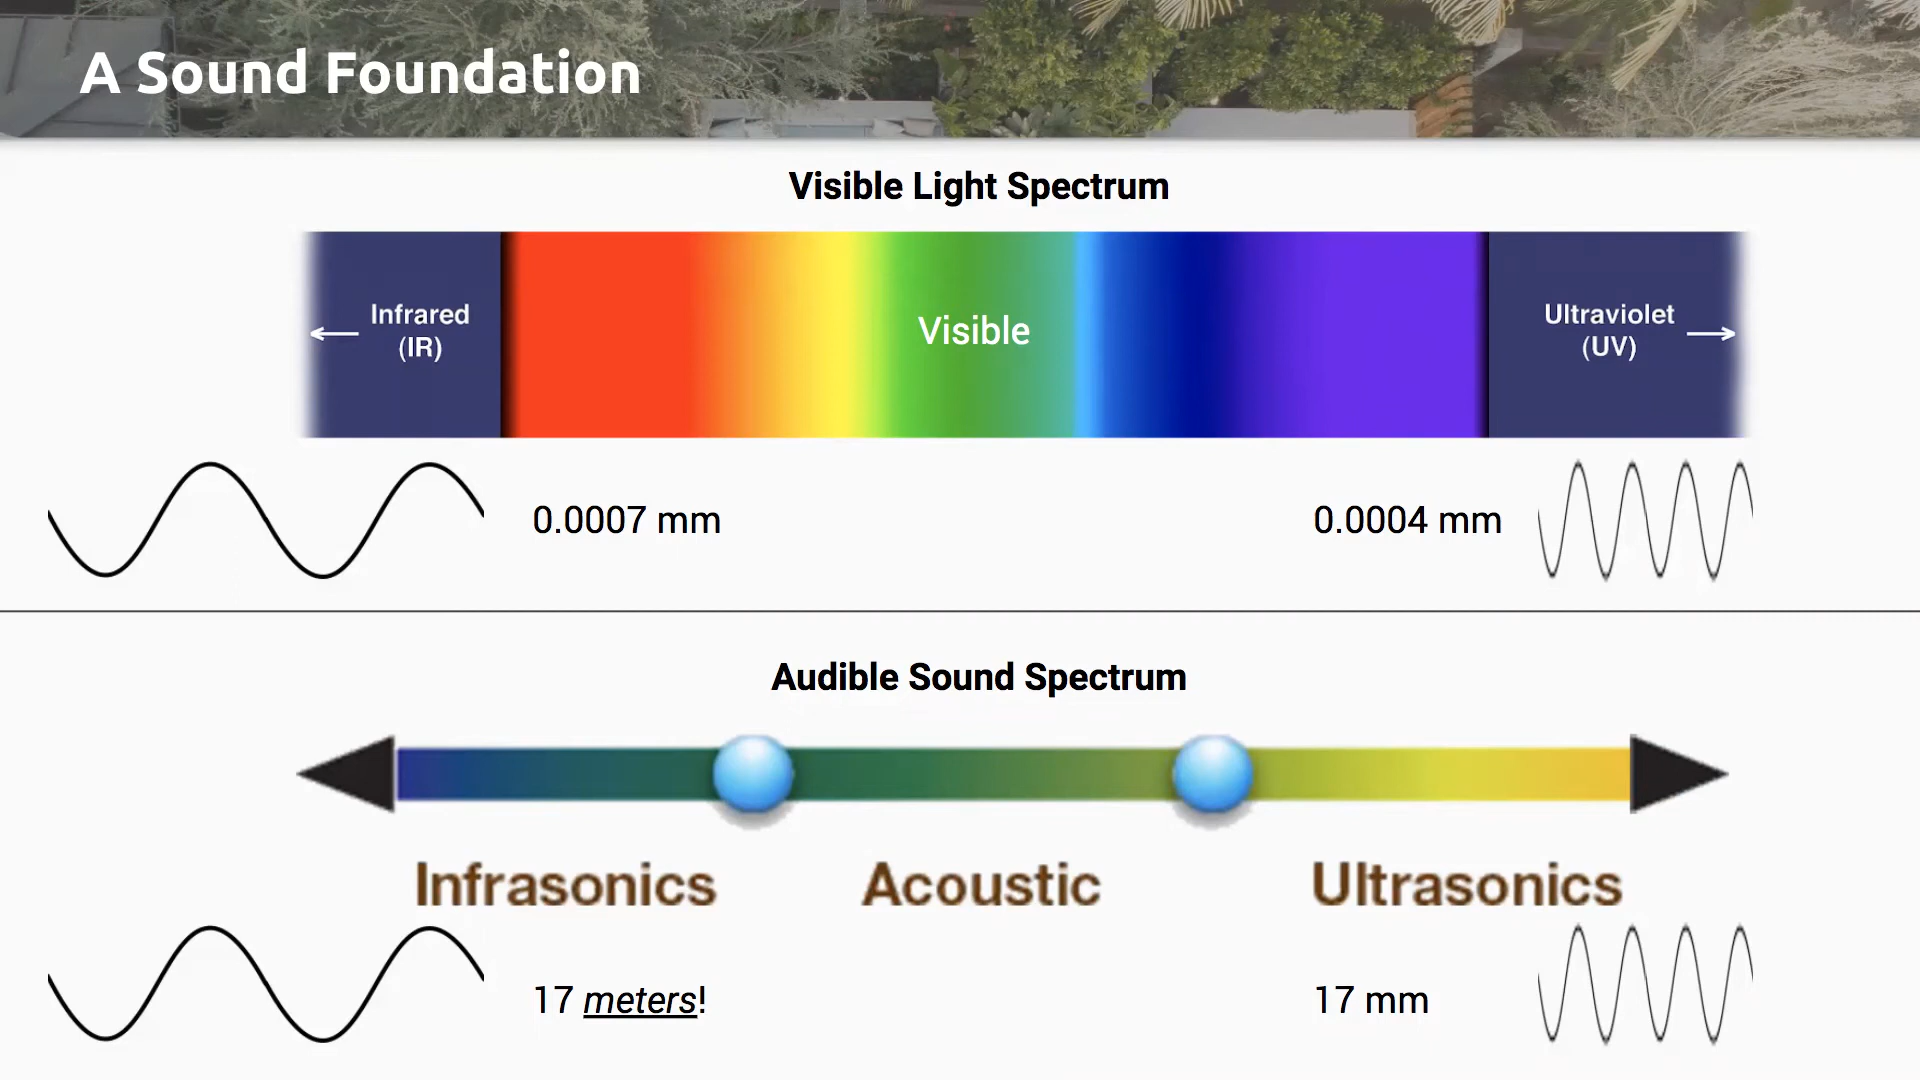 A Sound Foundation
Visible Light Spectrum
Infrared
(IR)
Visible
Ultraviolet
(UV)
0.0007 mm
0.0004 mm
Audible Sound Spectrum
Infrasonics
Acoustic
Ultrasonics
17 meters!
17 mm